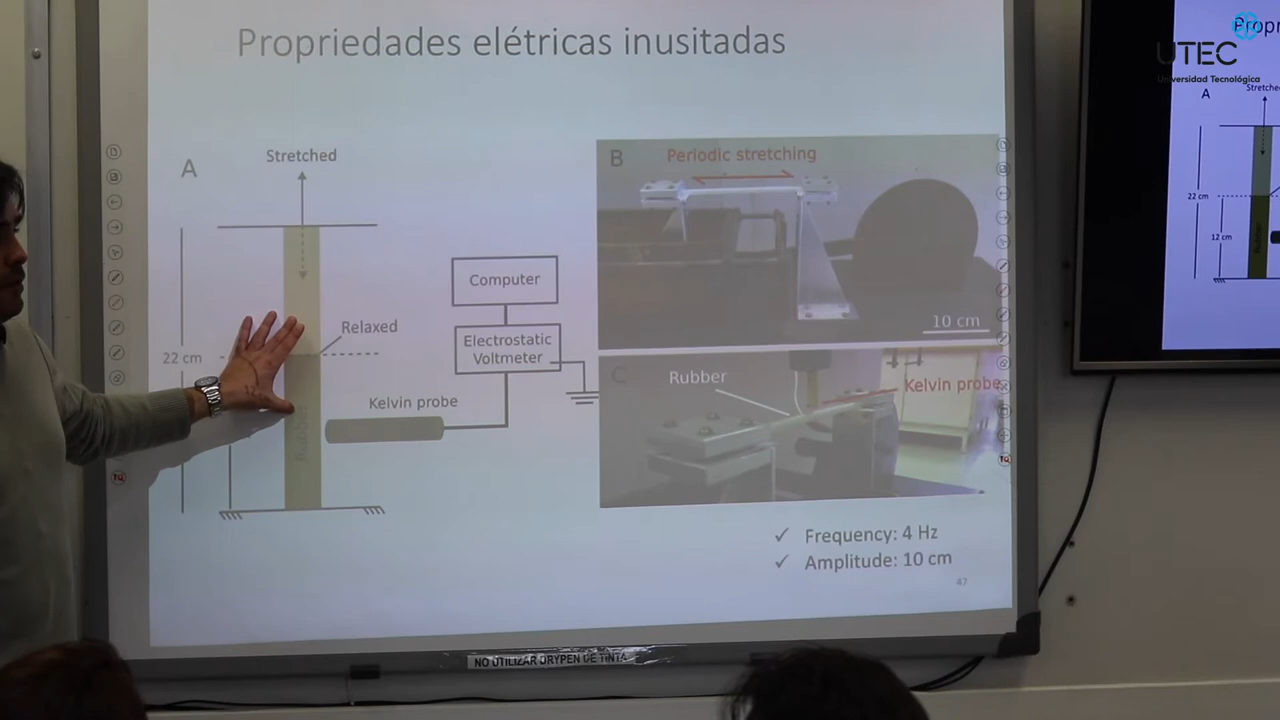 Propriedades elétricas inusitadas
A
Stretched
22 cm
Relaxed
Rubber
Kelvin probe
Computer
Electrostatic
Voltmeter
B
Periodic stretching
10 cm
C
Rubber
Kelvin probe
✓ Frequency: 4 Hz
✓ Amplitude: 10 cm
47
NO UTILIZAR DRYPEN DE TINTA
UTEC
Universidad Tecnológica
Propr
A
Stretched
22 cm
12 cm